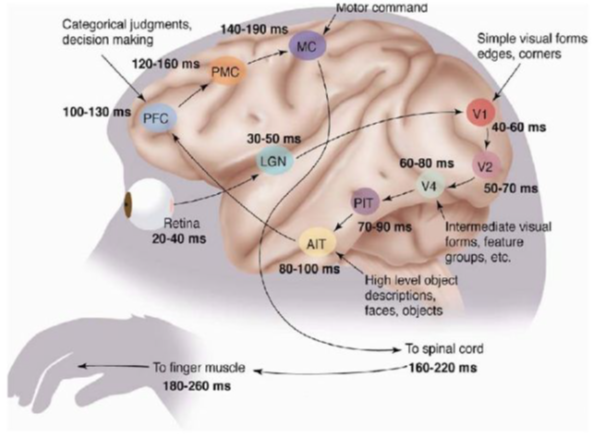 Motor command
Categorical judgments,
decision making
140-190 ms
MC
Simple visual forms
edges, corners
120-160 ms
PMC
100-130 ms
PFC
V1
40-60 ms
30-50 ms
LGN
60-80 ms
V2
V4
50-70 ms
PIT
Retina
20-40 ms
70-90 ms
Intermediate visual
forms, feature
groups, etc.
AIT
80-100 ms
High level object
descriptions,
faces, objects
To spinal cord
160-220 ms
To finger muscle
180-260 ms